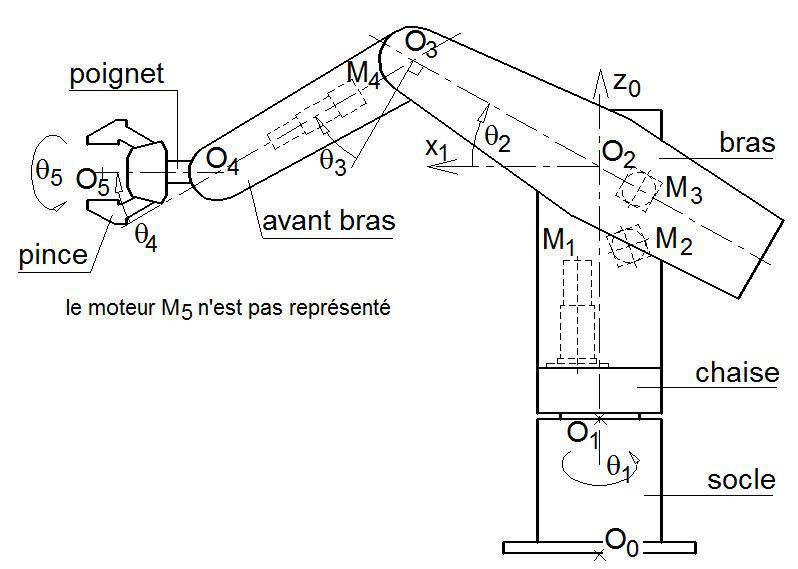 O3
poignet
M4
z0
θ2
bras
x1
O2
θ3
O4
θ5
O5
M3
avant bras
θ4
M1
M2
pince
le moteur M5 n'est pas représenté
chaise
O1
θ1
socle
O0